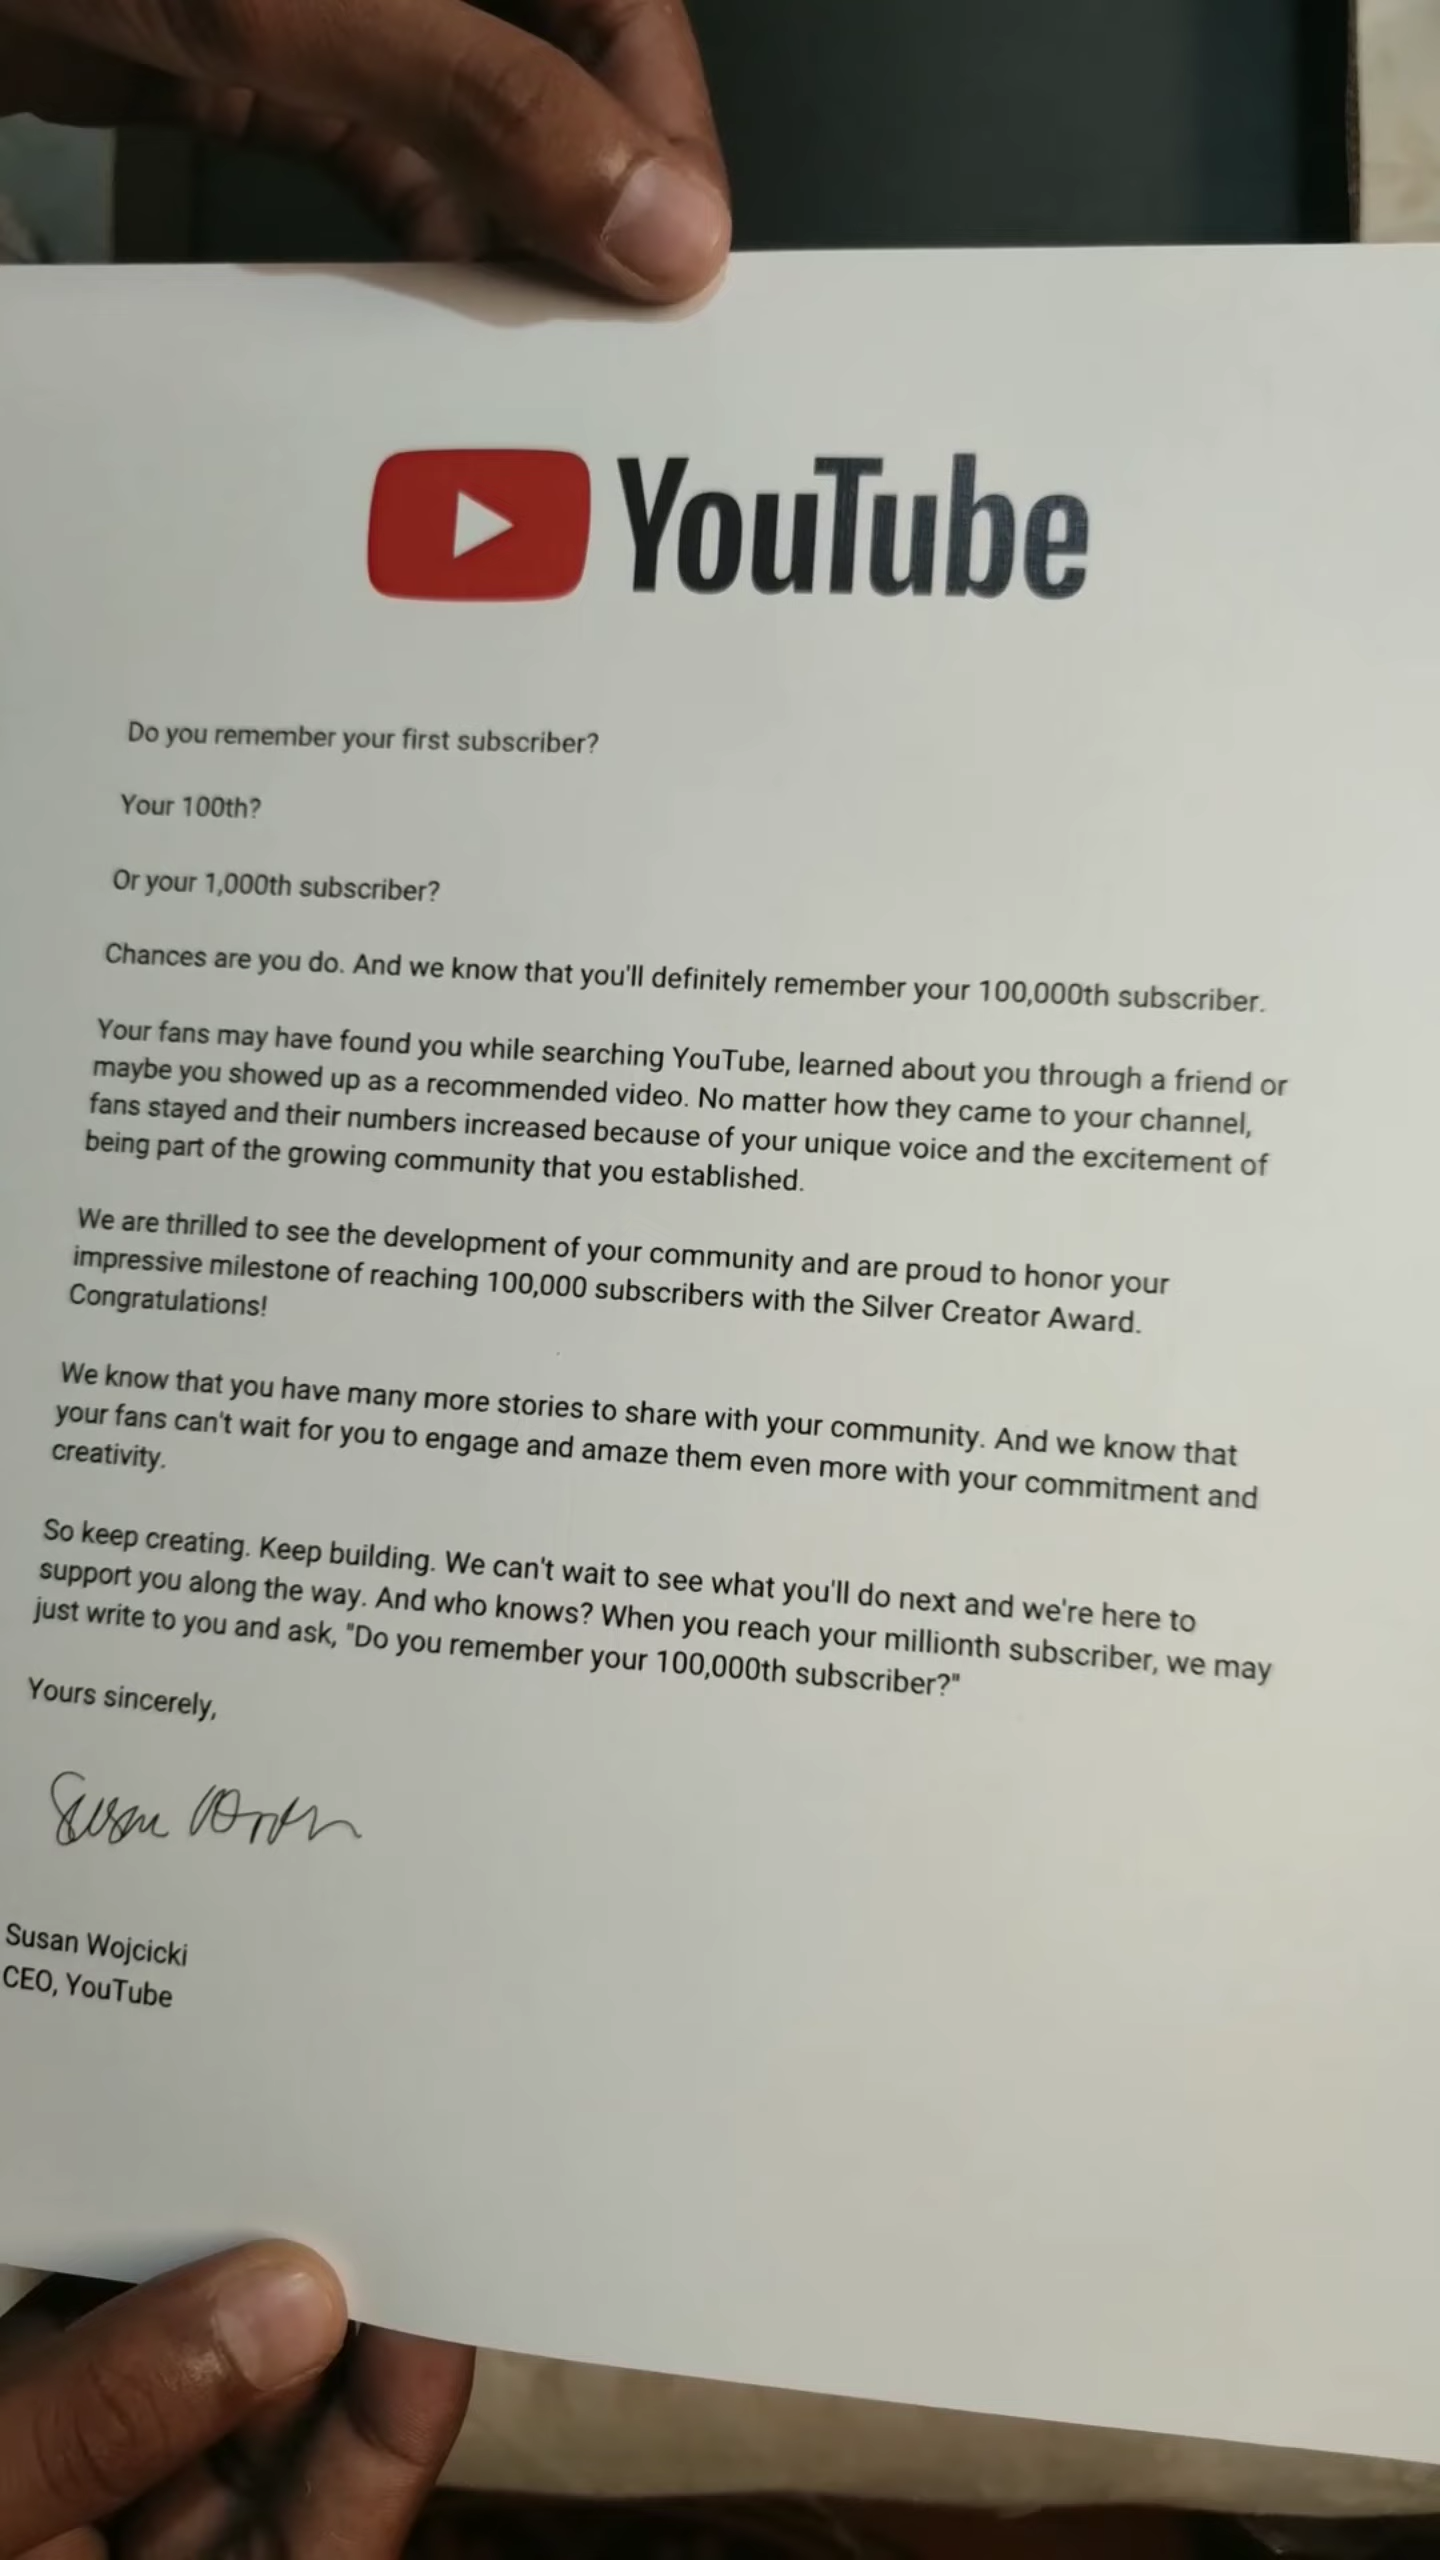 YouTube
Do you remember your first subscriber?
Your 100th?
Or your 1,000th subscriber?
Chances are you do. And we know that you'll definitely remember your 100,000th subscriber.
Your fans may have found you while searching YouTube, learned about you through a friend or
maybe you showed up as a recommended video. No matter how they came to your channel,
fans stayed and their numbers increased because of your unique voice and the excitement of
being part of the growing community that you established.
We are thrilled to see the development of your community and are proud to honor your
impressive milestone of reaching 100,000 subscribers with the Silver Creator Award.
Congratulations!
We know that you have many more stories to share with your community. And we know that
your fans can't wait for you to engage and amaze them even more with your commitment and
creativity.
So keep creating. Keep building. We can't wait to see what you'll do next and we're here to
support you along the way. And who knows? When you reach your millionth subscriber, we may
just write to you and ask, "Do you remember your 100,000th subscriber?"
Yours sincerely,
Susan Wojcicki
CEO, YouTube